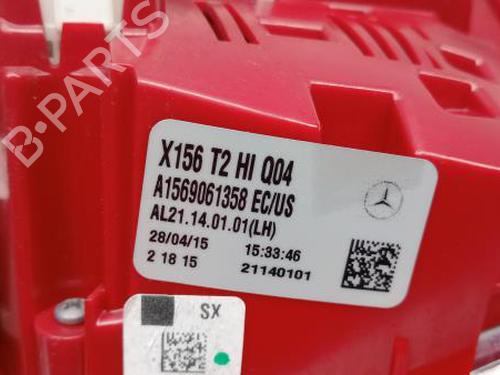 B-PARTS
X156 T2 HI Q04
A1569061358 EC/US
AL21.14.01.01(LH)
28/04/15 15:33:46
2 18 15 21140101
SX